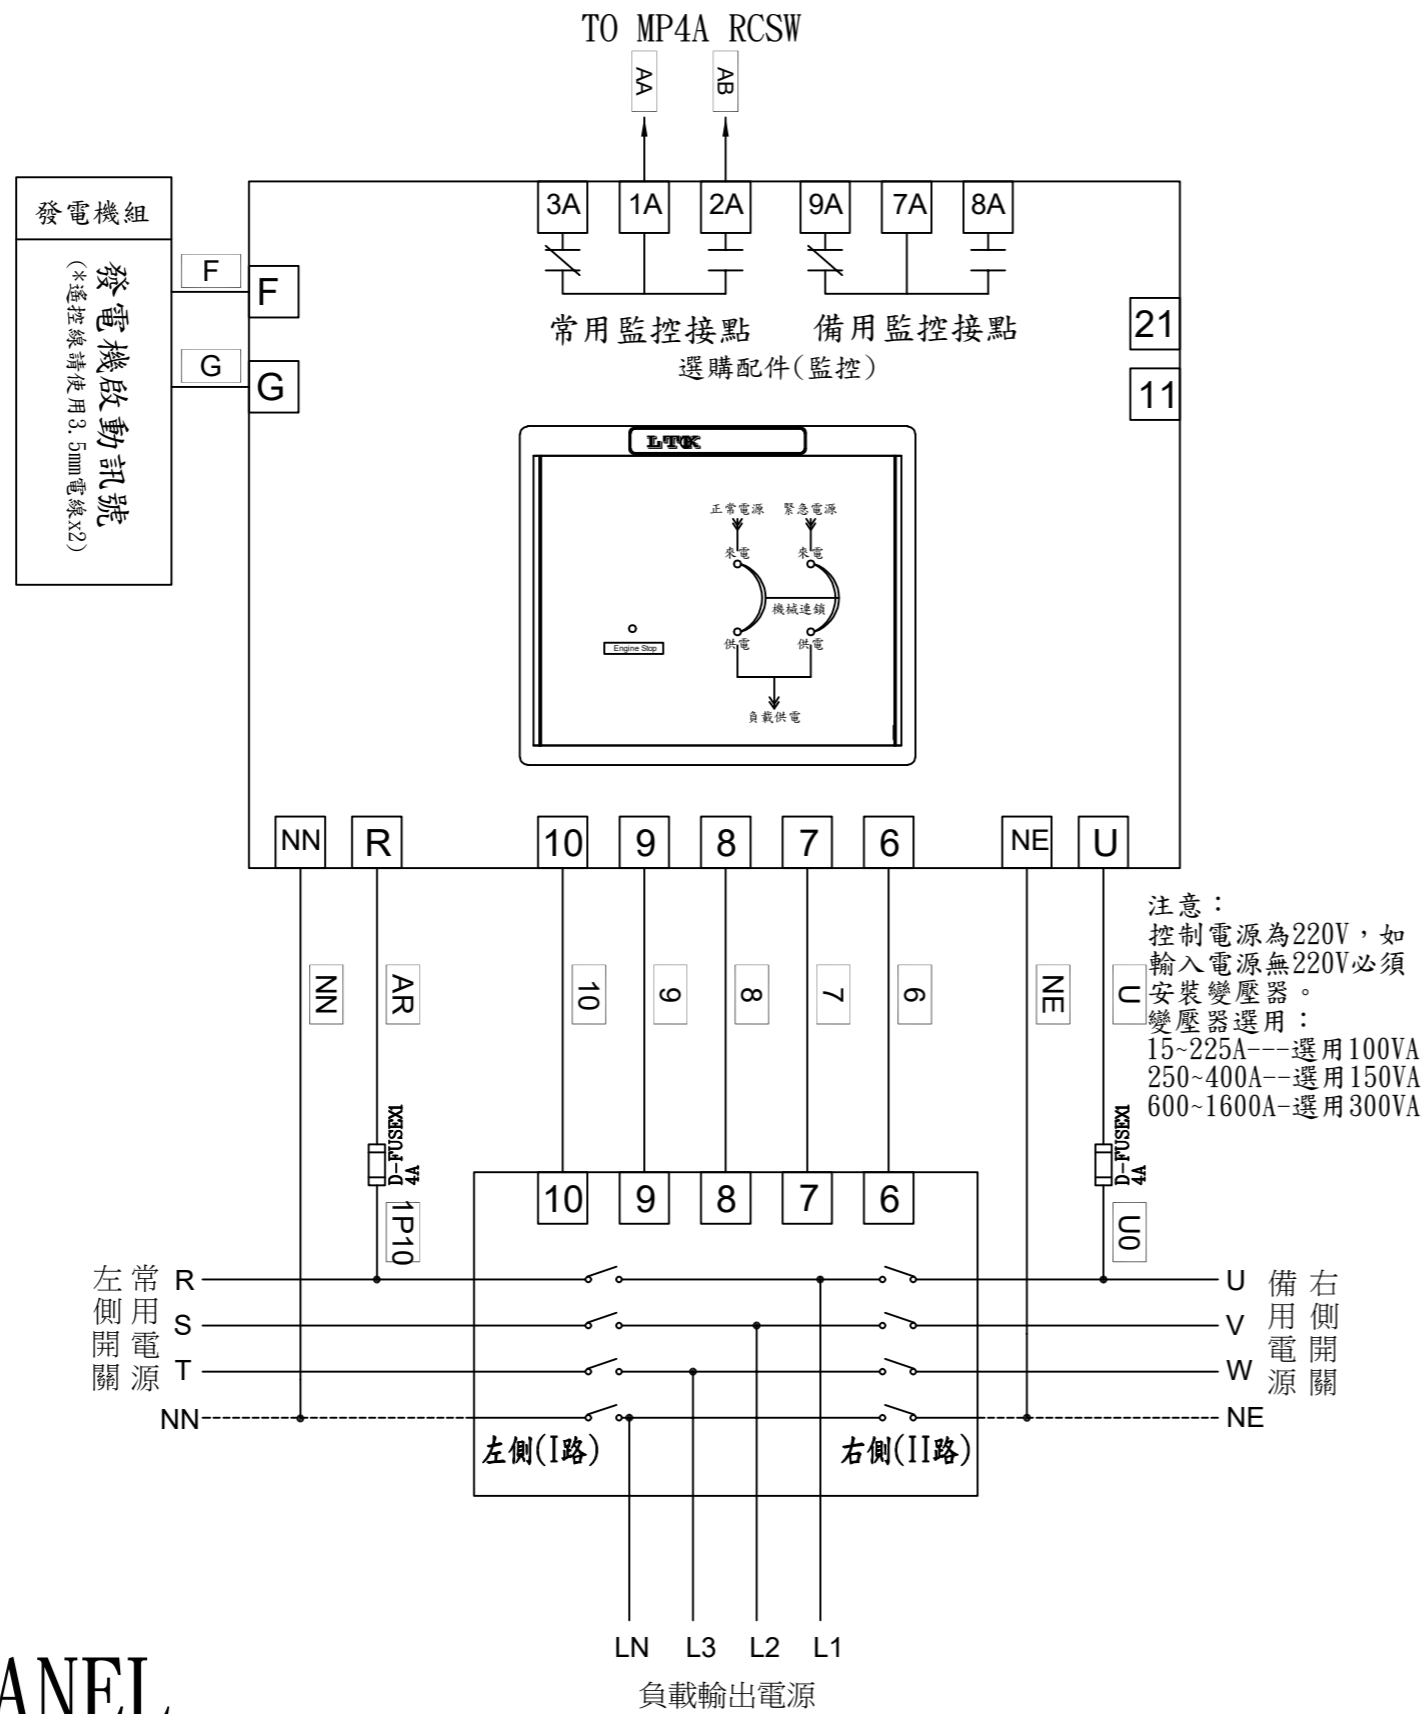 TO MP4A RCSW
AA
AB
3A
1A
2A
9A
7A
8A
發電機組
發電機啟動訊號
(*遙控線請使用3.5mm電線x2)
F
F
G
G
常用監控接點
備用監控接點
選購配件(監控)
21
11
LTOK
正常電源
緊急電源
來電
來電
機械連鎖
供電
供電
Engine Stop
負載供電
NN
R
10
9
8
7
6
NE
U
NN
AR
10
9
8
7
6
NE
U
注意：
控制電源為220V，如
輸入電源無220V必須
安裝變壓器。
變壓器選用：
15~225A---選用100VA
250~400A--選用150VA
600~1600A-選用300VA
D-FUSEX1
4A
D-FUSEX1
4A
1P10
U0
10
9
8
7
6
左側開關
常用電源
R
S
T
NN
U
V
W
NE
備用電源
右側開關
左側(I路)
右側(II路)
LN
L3
L2
L1
負載輸出電源
ANEL